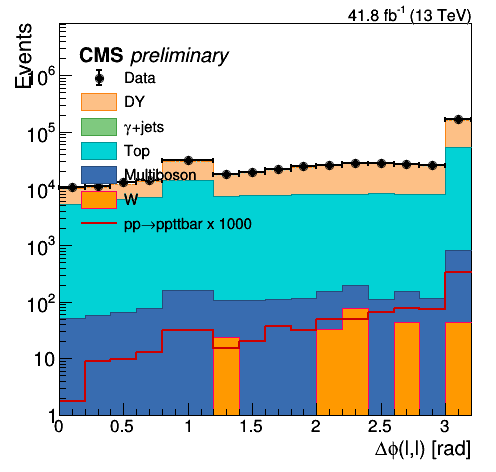 41.8 fb⁻¹ (13 TeV)
Events
CMS preliminary
Data
DY
γ+jets
Top
Multiboson
W
pp→ppttbar x 1000
10⁶
10⁵
10⁴
10³
10²
10
1
0 0.5 1 1.5 2 2.5 3
Δϕ(l,l) [rad]